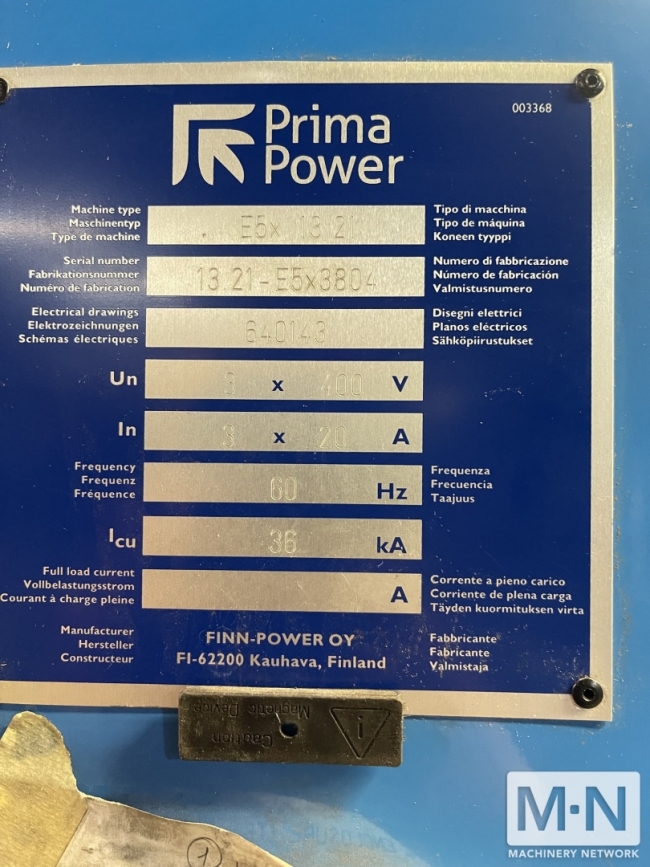 003368
Prima
Power
Machine type
Maschinentyp
Type de machine
E5x 13 21
Tipo di macchina
Tipo de máquina
Koneen tyyppi
Serial number
Fabrikationsnummer
Numéro de fabrication
13 21-E5x3804
Numero di fabbricazione
Número de fabricación
Valmistusnumero
Electrical drawings
Elektrozeichnungen
Schémas électriques
640143
Disegni elettrici
Planos eléctricos
Sähköpiirustukset
Un 3 x 400 V
In 3 x 20 A
Frequency
Frequenz
Fréquence
60 Hz
Frequenza
Frecuencia
Taajuus
Icu 36 kA
Full load current
Vollbelastungsstrom
Courant à charge pleine
A
Corrente a pieno carico
Corriente de plena carga
Täyden kuormituksen virta
Manufacturer
Hersteller
Constructeur
FINN-POWER OY
FI-62200 Kauhava, Finland
Fabbricante
Fabricante
Valmistaja
Caution
Magnetic Device
i
1
M·N
MACHINERY NETWORK